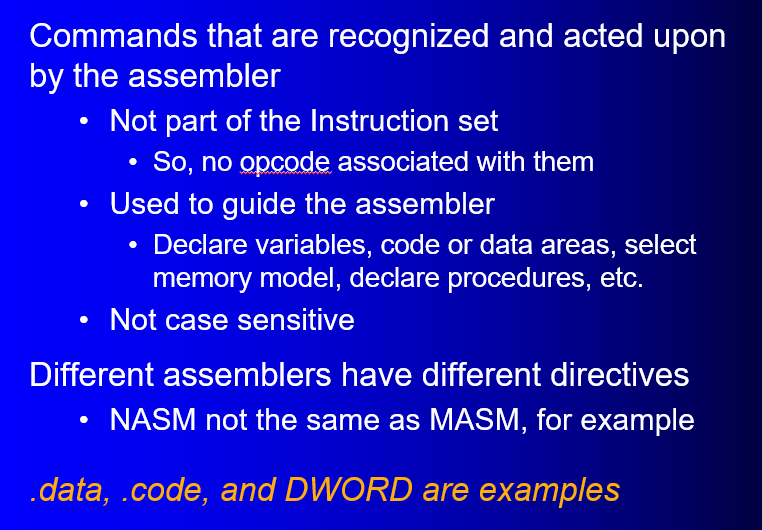 Commands that are recognized and acted upon
by the assembler
• Not part of the Instruction set
• So, no opcode associated with them
• Used to guide the assembler
• Declare variables, code or data areas, select
memory model, declare procedures, etc.
• Not case sensitive
Different assemblers have different directives
• NASM not the same as MASM, for example
.data, .code, and DWORD are examples